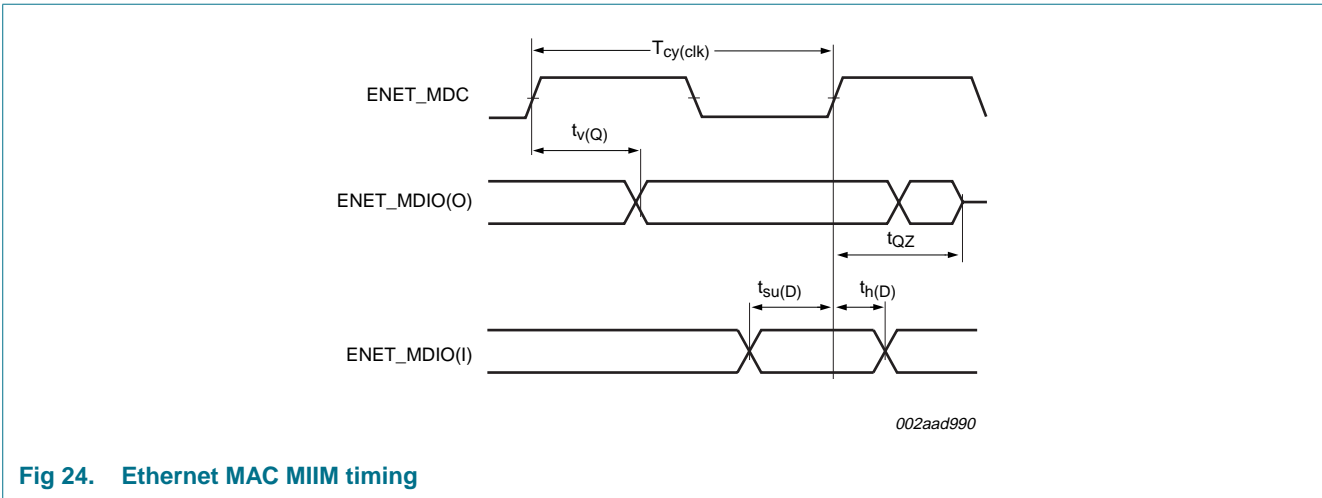 Tcy(clk)
ENET_MDC
tv(Q)
ENET_MDIO(O)
tQZ
tsu(D) th(D)
ENET_MDIO(I)
002aad990
Fig 24. Ethernet MAC MIIM timing